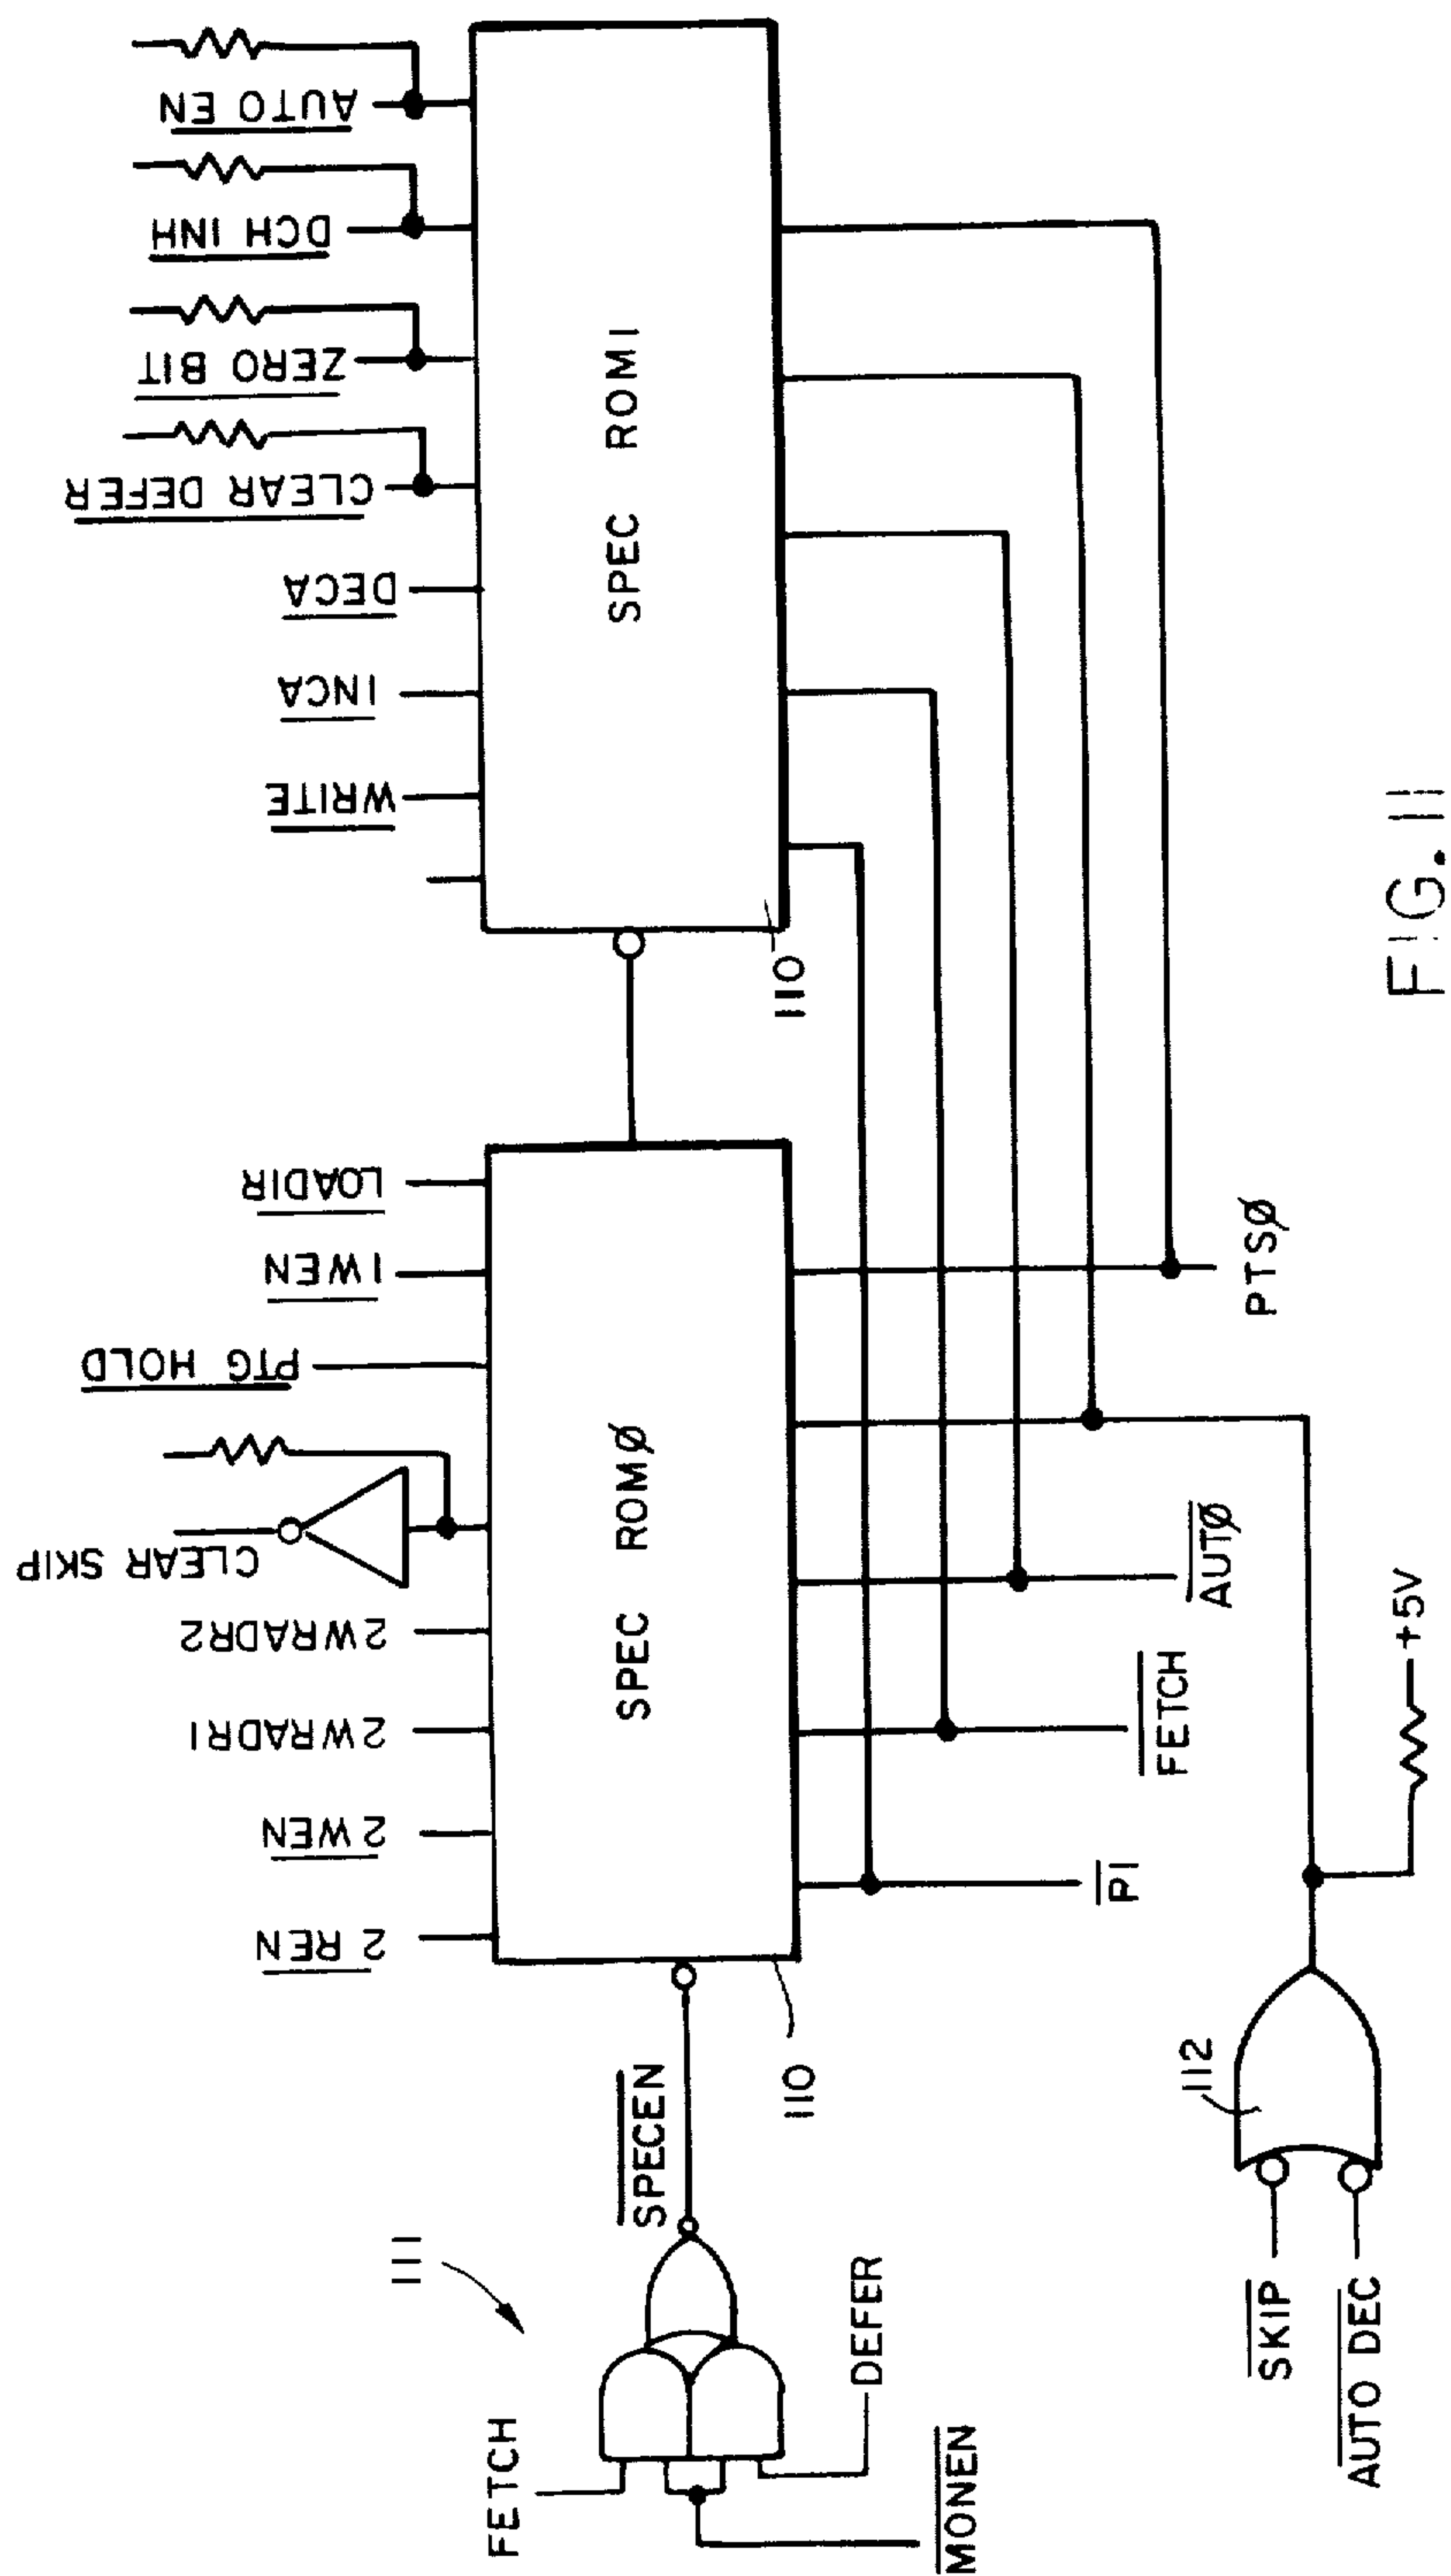 AUTO EN
DCH INH
ZERO BIT
CLEAR DEFER
DECA
INCA
WRITE
SPEC ROM1
110
LOADIR
1WEN
PTG HOLD
CLEAR SKIP
2WRADR2
2WRADR1
2WEN
2 REN
SPEC ROMØ
110
PTSØ
AUTØ
FETCH
PI
SPECEN
111
FETCH
MONEN
DEFER
112
+5V
SKIP
AUTO DEC
FIG. 11